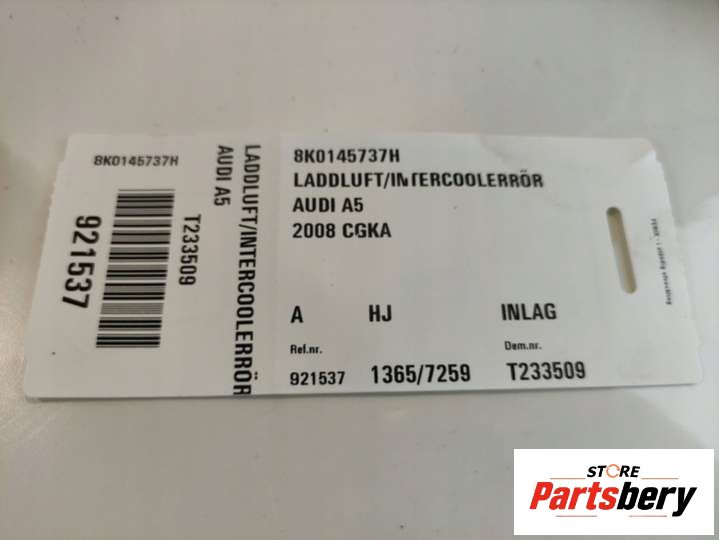 8K0145737H
921537
T233509
LADDLUFT/INTERCOOLERRÖR
AUDI A5
8K0145737H
LADDLUFT/INTERCOOLERRÖR
AUDI A5
2008 CGKA
A HJ INLAG
Ref.nr. Dem.nr.
921537 1365/7259 T233509
STORE
Partsbery